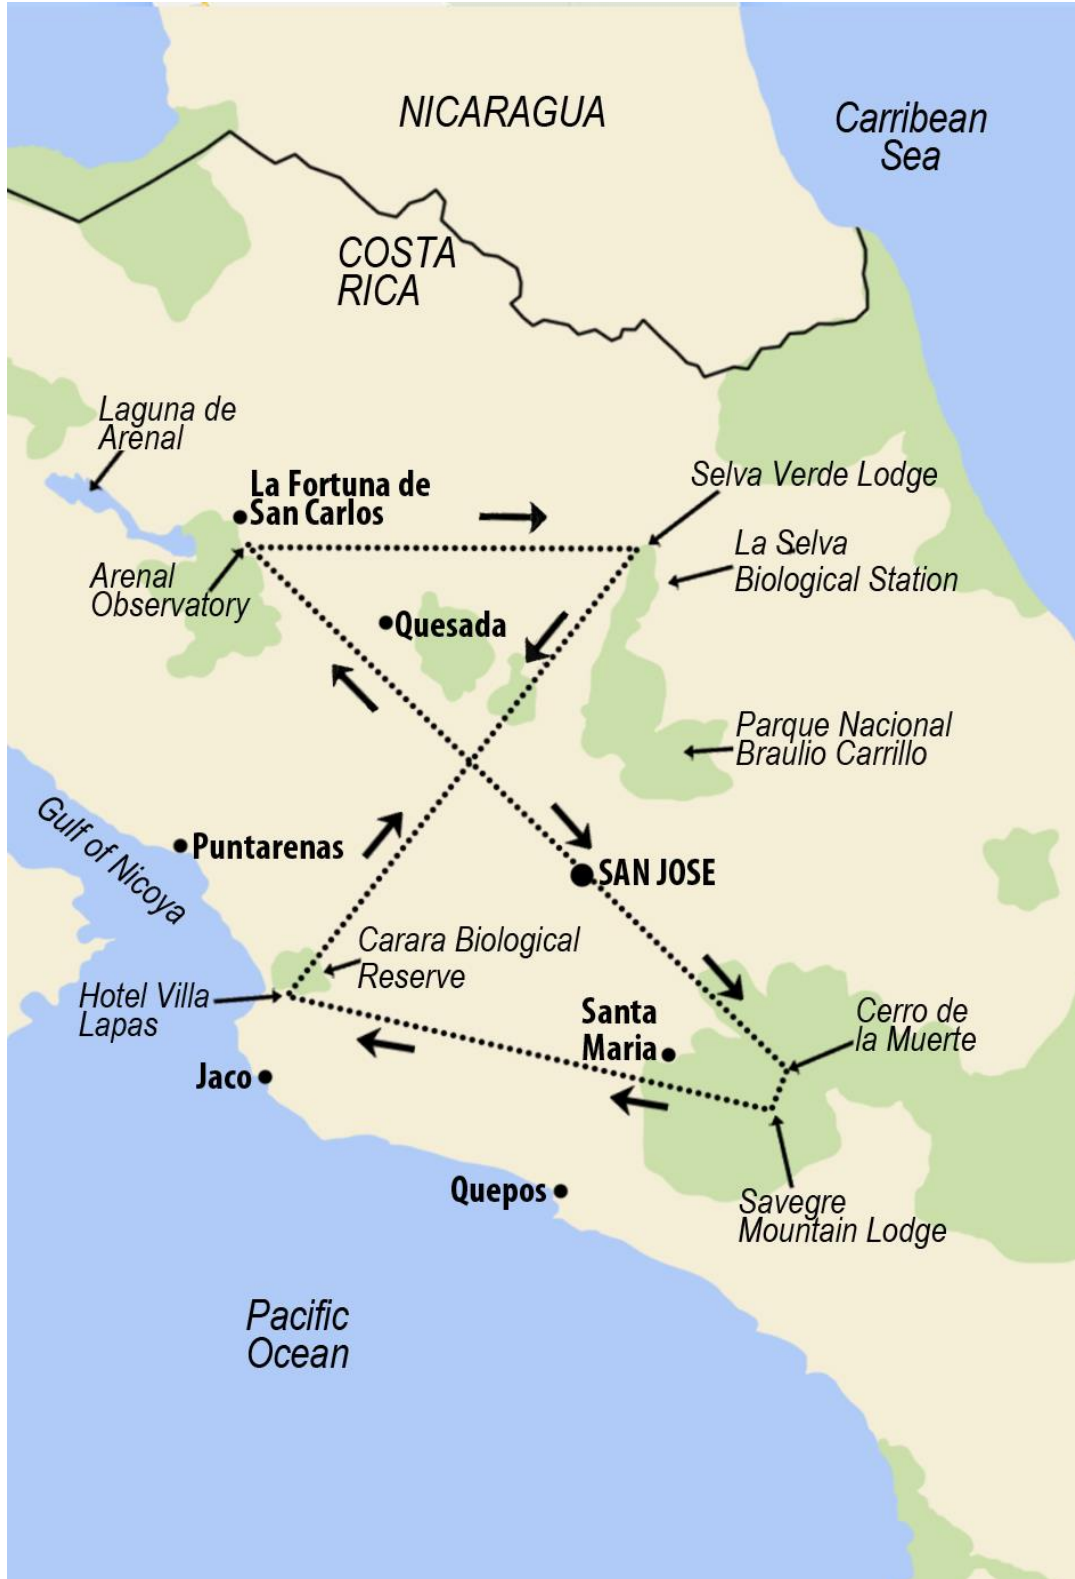 NICARAGUA
Carribean
Sea
COSTA
RICA
Laguna de
Arenal
La Fortuna de
San Carlos
Selva Verde Lodge
La Selva
Biological Station
Arenal
Observatory
Quesada
Parque Nacional
Braulio Carrillo
Gulf of Nicoya
Puntarenas
SAN JOSE
Carara Biological
Reserve
Hotel Villa
Lapas
Santa
Maria
Cerro de
la Muerte
Jaco
Quepos
Savegre
Mountain Lodge
Pacific
Ocean